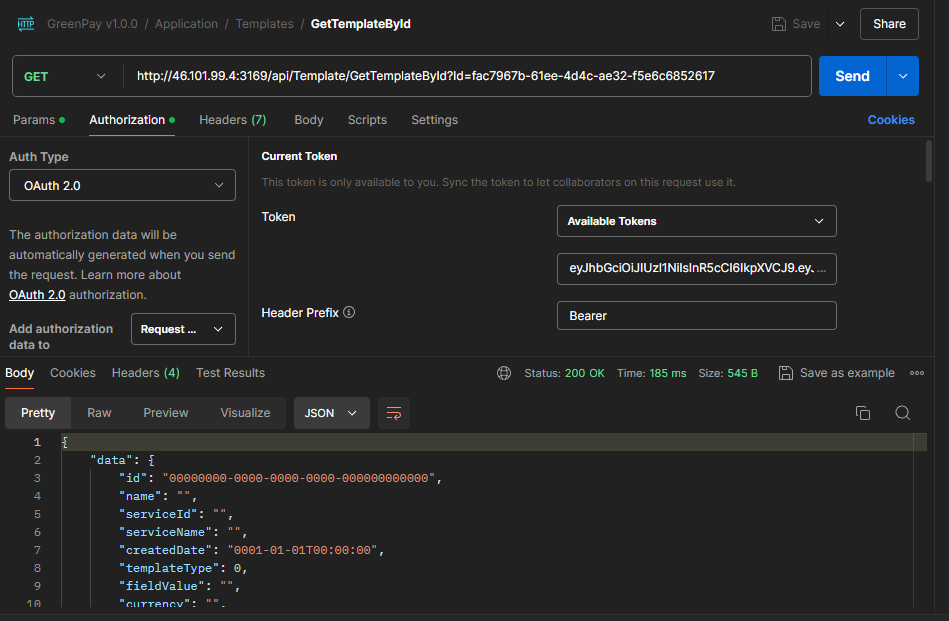 HTTP GreenPay v1.0.0 / Application / Templates / GetTemplateById Save Share
GET http://46.101.99.4:3169/api/Template/GetTemplateById?Id=fac7967b-61ee-4d4c-ae32-f5e6c6852617 Send
Params Authorization Headers (7) Body Scripts Settings Cookies
Auth Type
OAuth 2.0
The authorization data will be
automatically generated when you send
the request. Learn more about
OAuth 2.0 authorization.
Add authorization
data to
Request ...
Current Token
This token is only available to you. Sync the token to let collaborators on this request use it.
Token
Available Tokens
eyJhbGciOiJIUzI1NiIsInR5cCI6IkpXVCJ9.ey. ...
Header Prefix
Bearer
Body Cookies Headers (4) Test Results Status: 200 OK Time: 185 ms Size: 545 B Save as example
Pretty Raw Preview Visualize JSON
1 {
2 "data": {
3 "id": "00000000-0000-0000-0000-000000000000",
4 "name": "",
5 "serviceId": "",
6 "serviceName": "",
7 "createdDate": "0001-01-01T00:00:00",
8 "templateType": 0,
9 "fieldValue": "",
10 "currency": "",